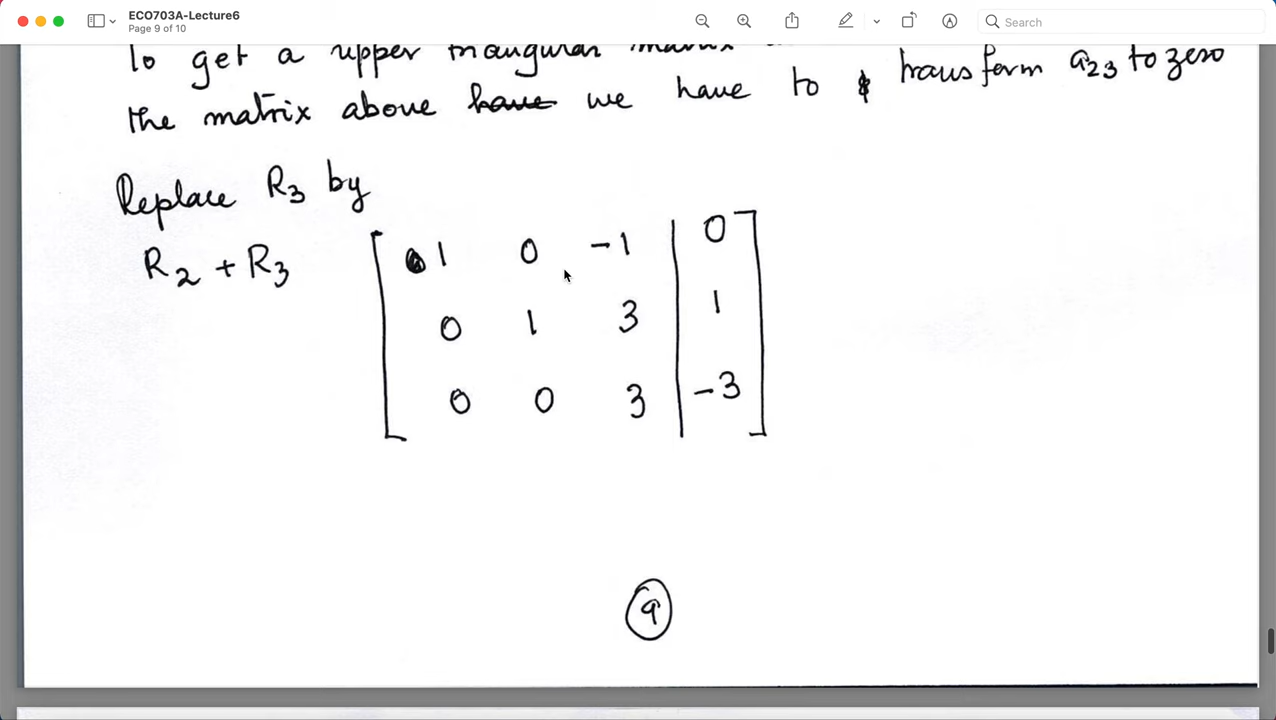 ECO703A-Lecture6
Page 9 of 10
Search
To get a upper triangular matrix
the matrix above have we have to transform a23 to zero
Replace R3 by
R2 + R3
1 0 -1 | 0
0 1 3 | 1
0 0 3 | -3
9